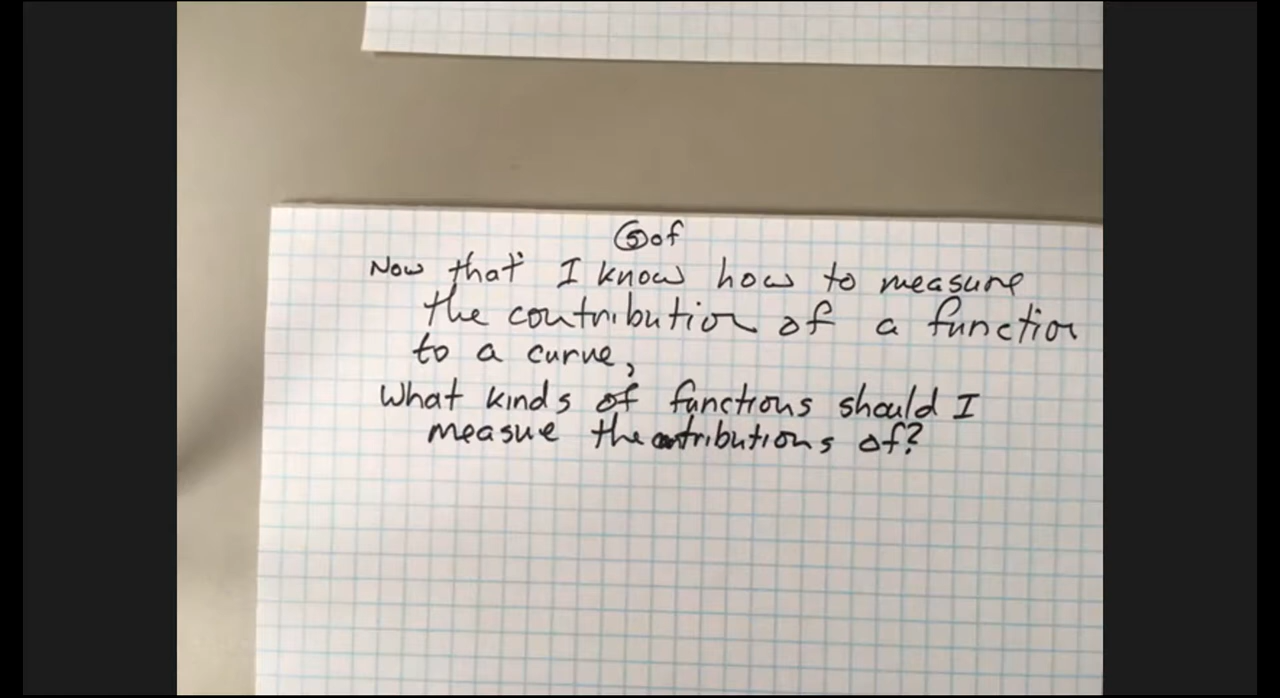 ⑤ of
Now that I know how to measure
the contribution of a function
to a curve,
What kinds of functions should I
measue the contributions of?